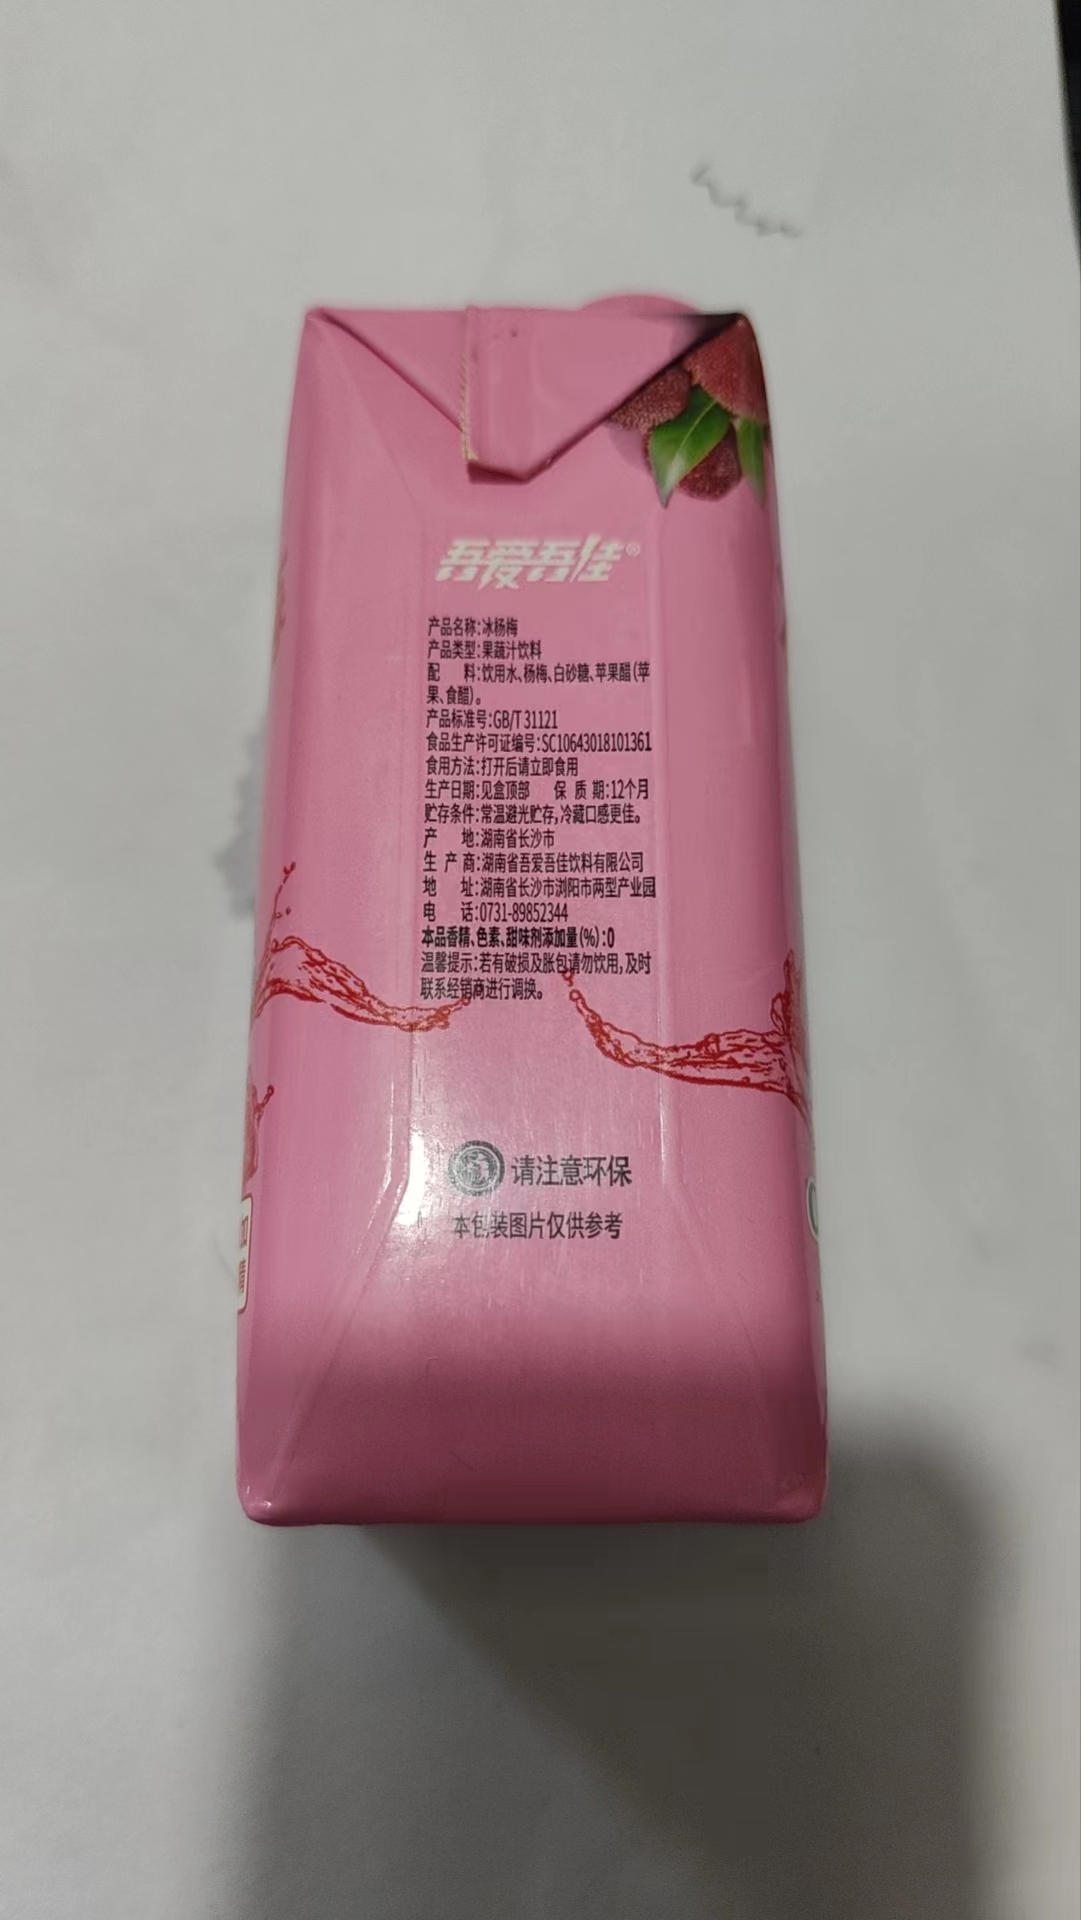 吾爱吾佳®
产品名称:冰杨梅
产品类型:果蔬汁饮料
配 料:饮用水、杨梅、白砂糖、苹果醋(苹
果、食醋)。
产品标准号:GB/T 31121
食品生产许可证编号:SC10643018101361
食用方法:打开后请立即食用
生产日期:见盒顶部 保质期:12个月
贮存条件:常温避光贮存,冷藏口感更佳。
产 地:湖南省长沙市
生产商:湖南省吾爱吾佳饮料有限公司
地 址:湖南省长沙市浏阳市两型产业园
电 话:0731-89852344
本品香精、色素、甜味剂添加量(%):0
温馨提示:若有破损及胀包请勿饮用,及时
联系经销商进行调换。
请注意环保
本包装图片仅供参考
加